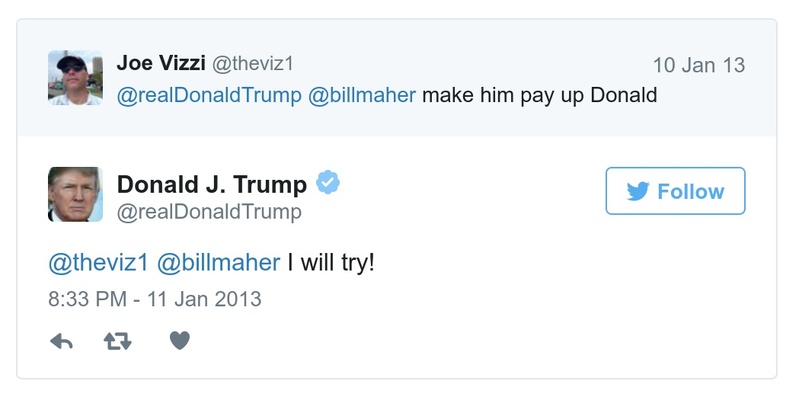 Joe Vizzi @theviz1 10 Jan 13
@realDonaldTrump @billmaher make him pay up Donald
Donald J. Trump
@realDonaldTrump
Follow
@theviz1 @billmaher I will try!
8:33 PM - 11 Jan 2013